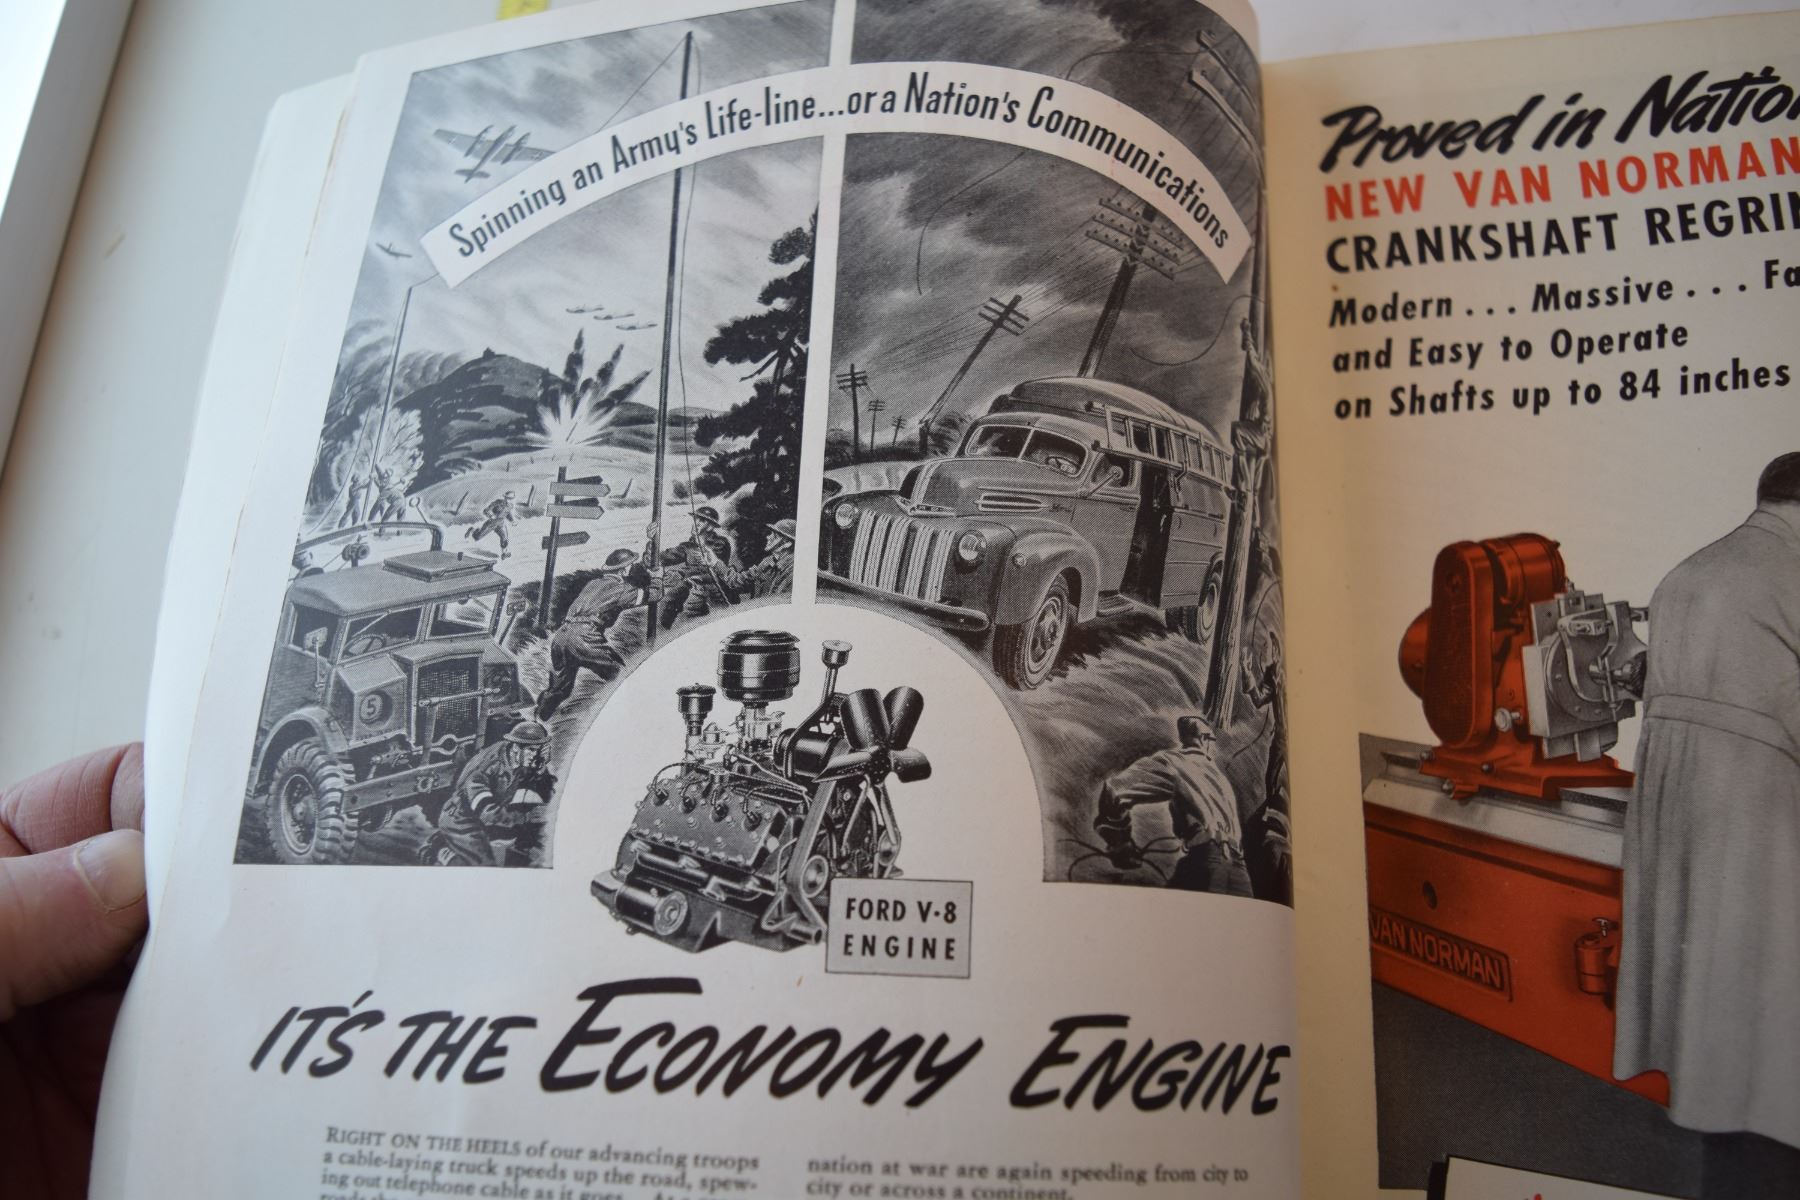 Spinning an Army's Life-line...or a Nation's Communications
5
FORD V·8
ENGINE
IT'S THE ECONOMY ENGINE
RIGHT ON THE HEELS of our advancing troops
a cable-laying truck speeds up the road, spew-
ing out telephone cable as it goes
nation at war are again speeding from city to
city or across a continent.
Proved in
NEW VAN NORMAN
CRANKSHAFT
Modern . . . Massive . . .
and Easy to Operate
on Shafts up to 84 inches
VAN NORMAN